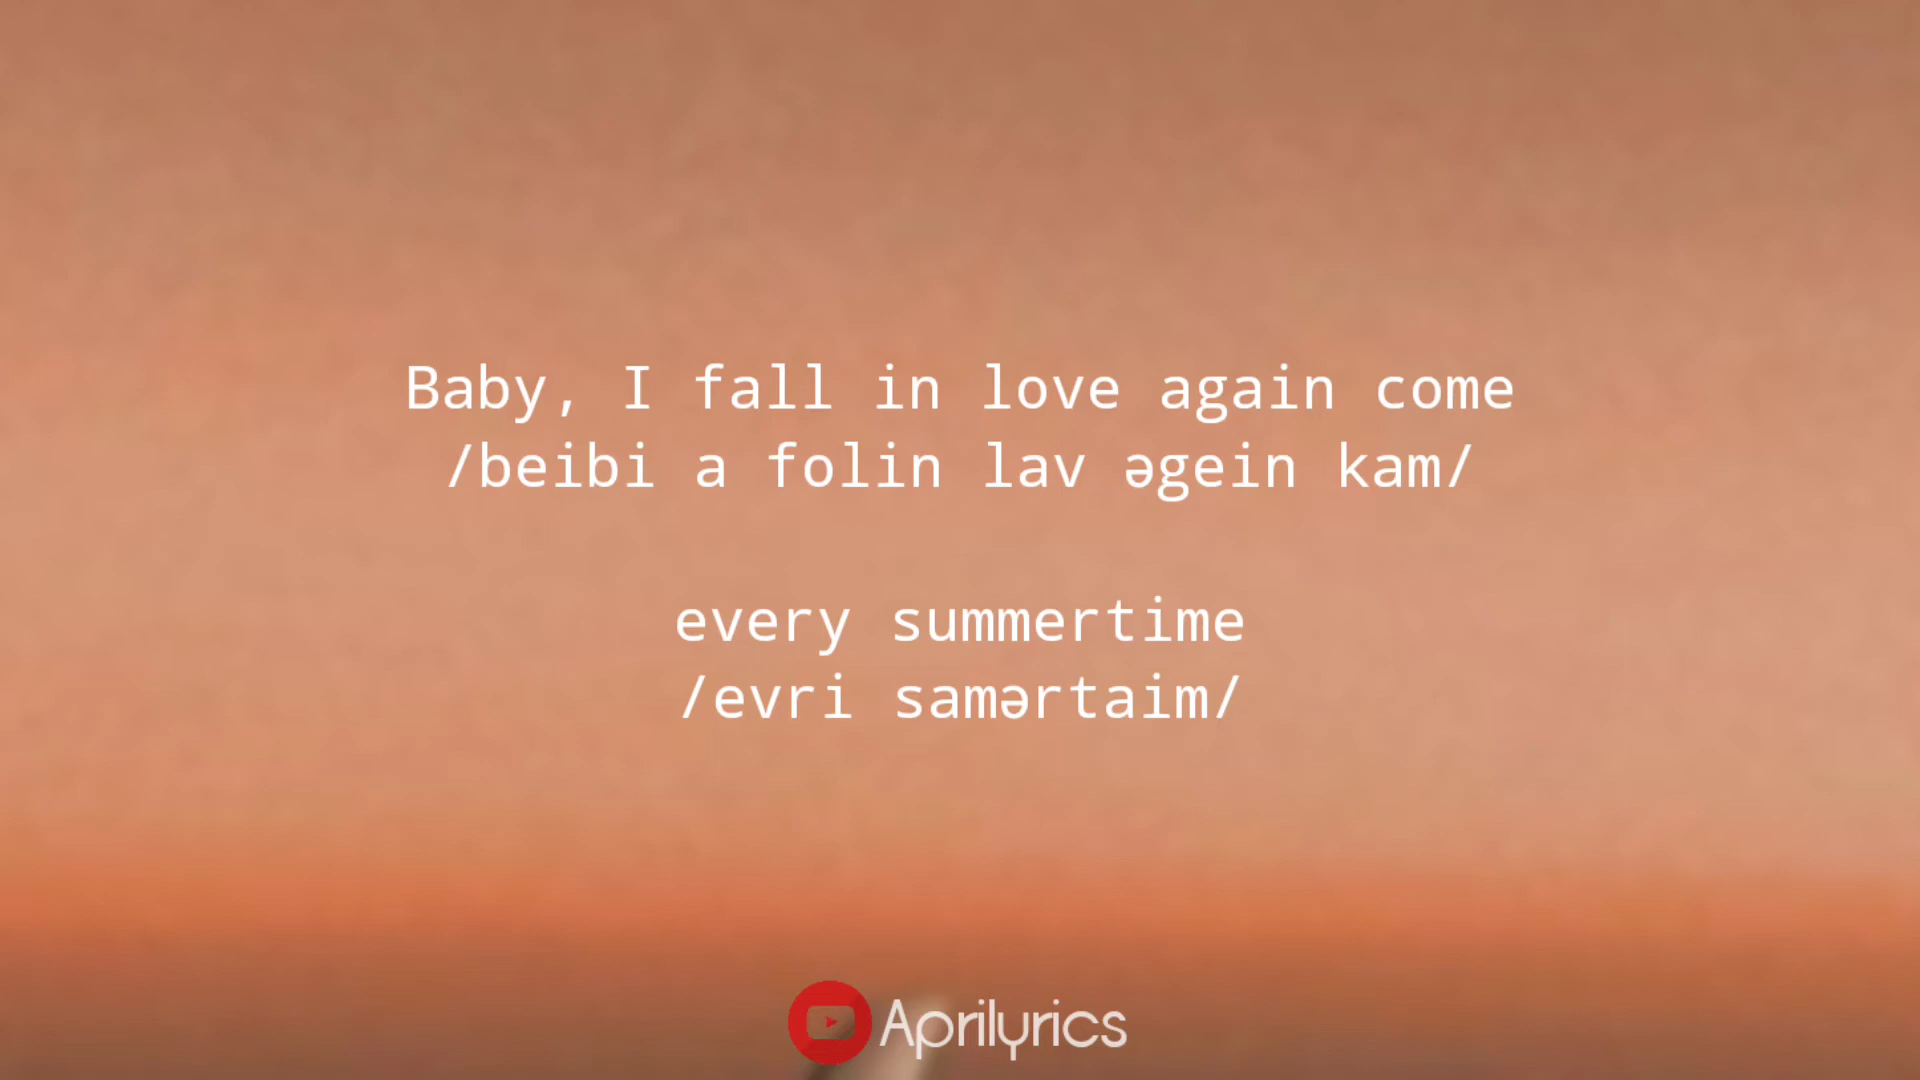 Baby, I fall in love again come
/beibi a folin lav əgein kam/
every summertime
/evri samərtaim/
Aprilyrics